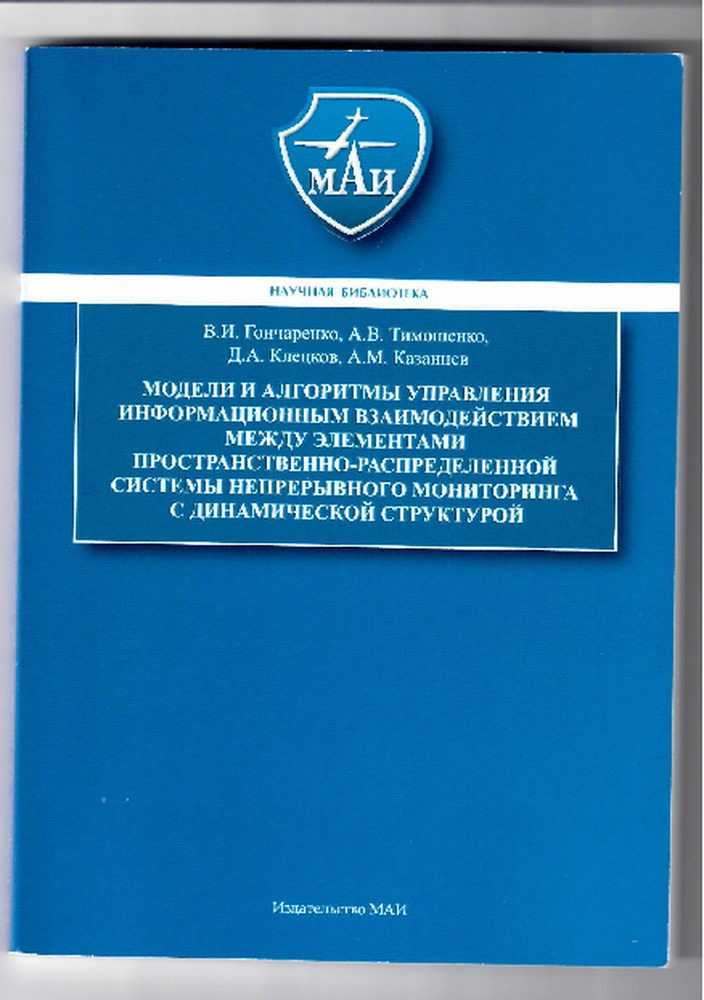 МАИ
НАУЧНАЯ БИБЛИОТЕКА
В.И. Гончаренко, А.В. Тимошенко,
Д.А. Клецков, А.М. Казанцев
МОДЕЛИ И АЛГОРИТМЫ УПРАВЛЕНИЯ
ИНФОРМАЦИОННЫМ ВЗАИМОДЕЙСТВИЕМ
МЕЖДУ ЭЛЕМЕНТАМИ
ПРОСТРАНСТВЕННО-РАСПРЕДЕЛЕННОЙ
СИСТЕМЫ НЕПРЕРЫВНОГО МОНИТОРИНГА
С ДИНАМИЧЕСКОЙ СТРУКТУРОЙ
Издательство МАИ